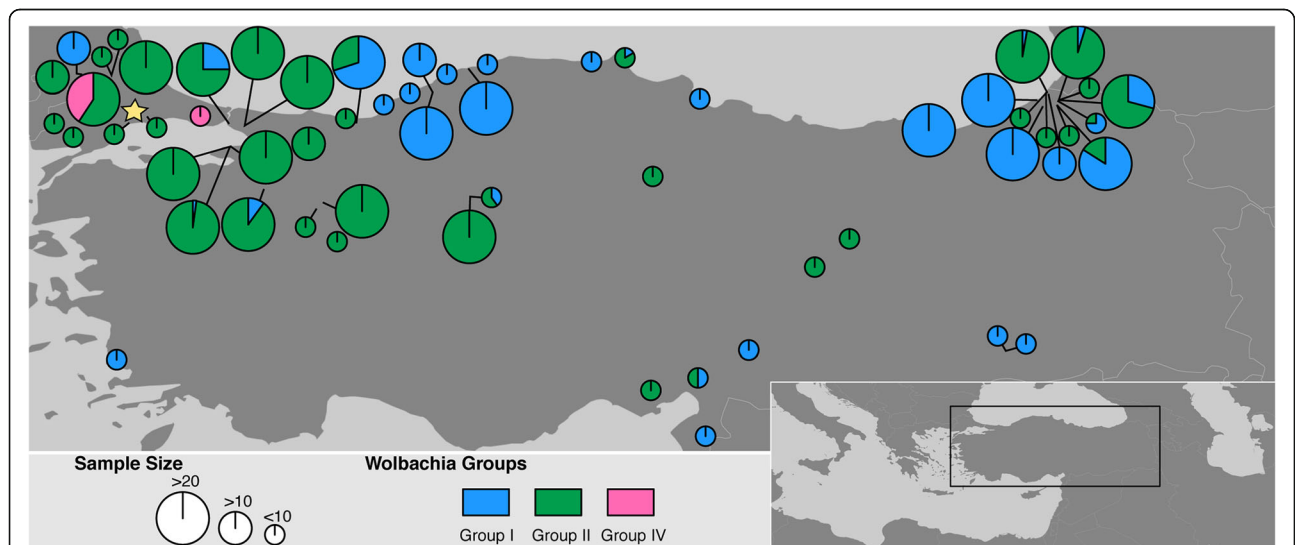 Sample Size
>20
>10
<10
Wolbachia Groups
Group I
Group II
Group IV